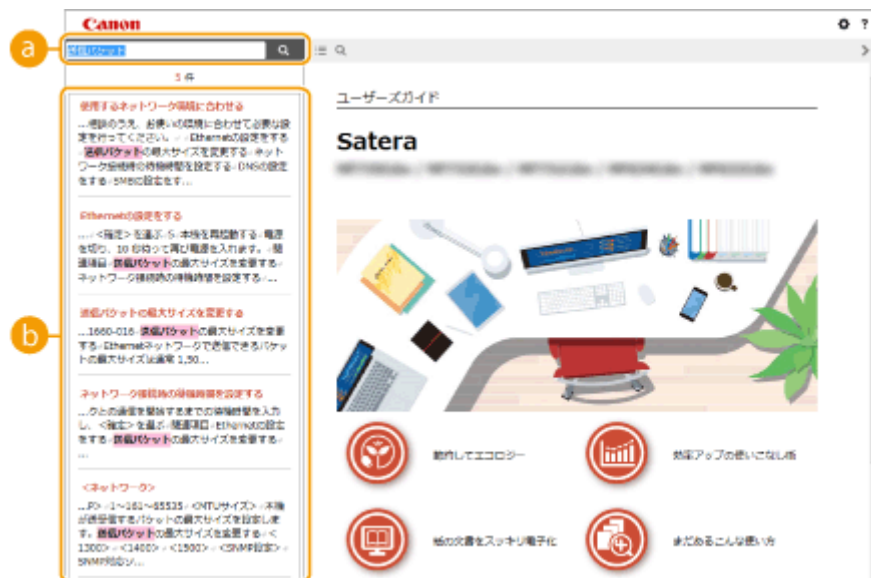 Canon
?
a
送信パケット
5 件
b
使用するネットワーク環境に合わせる
...相談のうえ、お使いの環境に合わせて必要な設
定を行ってください。 Ethernetの設定をする
送信パケットの最大サイズを変更する ネット
ワーク接続時の待機時間を設定する DNSの設定
をする SMBの設定をす...
Ethernetの設定をする
...<確定>を選ぶ 5 本機を再起動する 電源
を切り、10 秒待って再び電源を入れます。 関
連項目 送信パケットの最大サイズを変更する
ネットワーク接続時の待機時間を設定する ...
送信パケットの最大サイズを変更する
...1660-016 送信パケットの最大サイズを変更
する Ethernetネットワークで送信できるパケッ
トの最大サイズは通常 1,50...
ネットワーク接続時の待機時間を設定する
...クとの通信を開始するまでの待機時間を入力
し、<確定>を選ぶ 関連項目 Ethernetの設定
をする 送信パケットの最大サイズを変更する
...
<ネットワーク>
...F> 1～161～65535 <MTUサイズ> 本機
が送受信するパケットの最大サイズを設定しま
す。送信パケットの最大サイズを変更する <
1300> <1400> <1500> <SNMP設定>
SNMP対応ソ...
ユーザーズガイド
Satera
節約してエコロジー
効率アップの使いこなし術
紙の文書をスッキリ電子化
まだあるこんな使い方